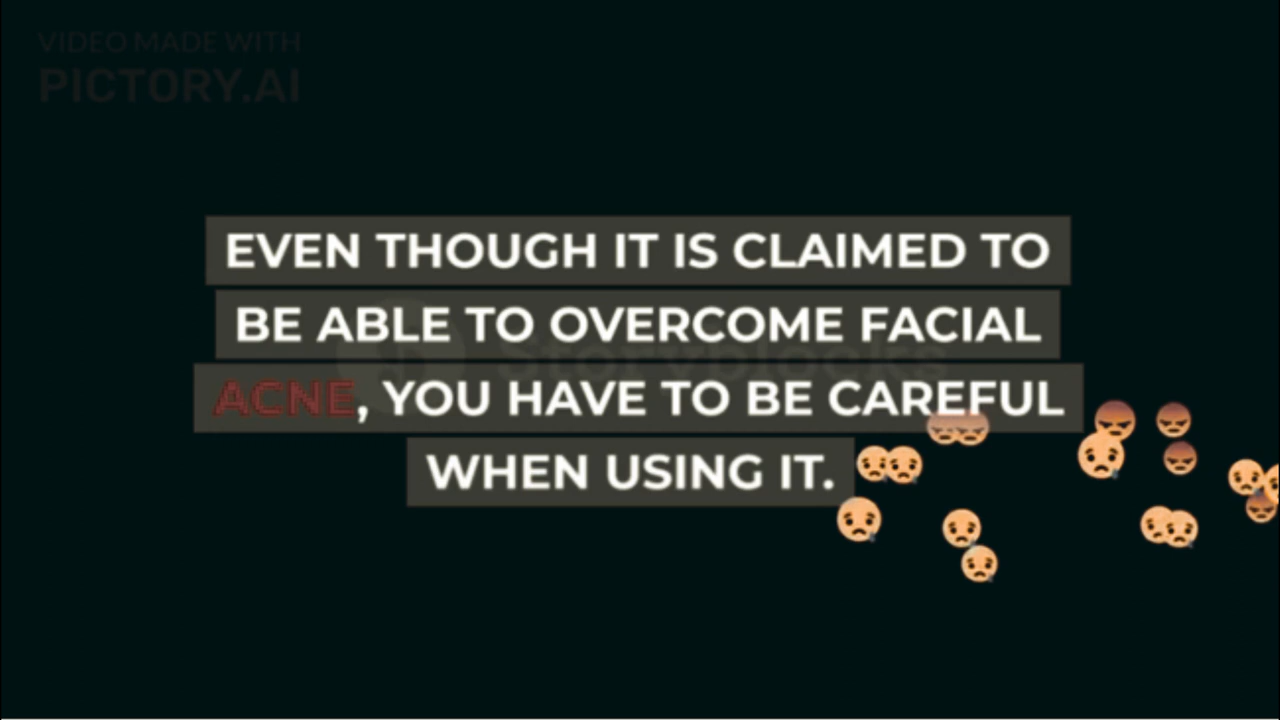 VIDEO MADE WITH
PICTORY.AI
EVEN THOUGH IT IS CLAIMED TO
BE ABLE TO OVERCOME FACIAL
Storyblocks
ACNE, YOU HAVE TO BE CAREFUL
WHEN USING IT.